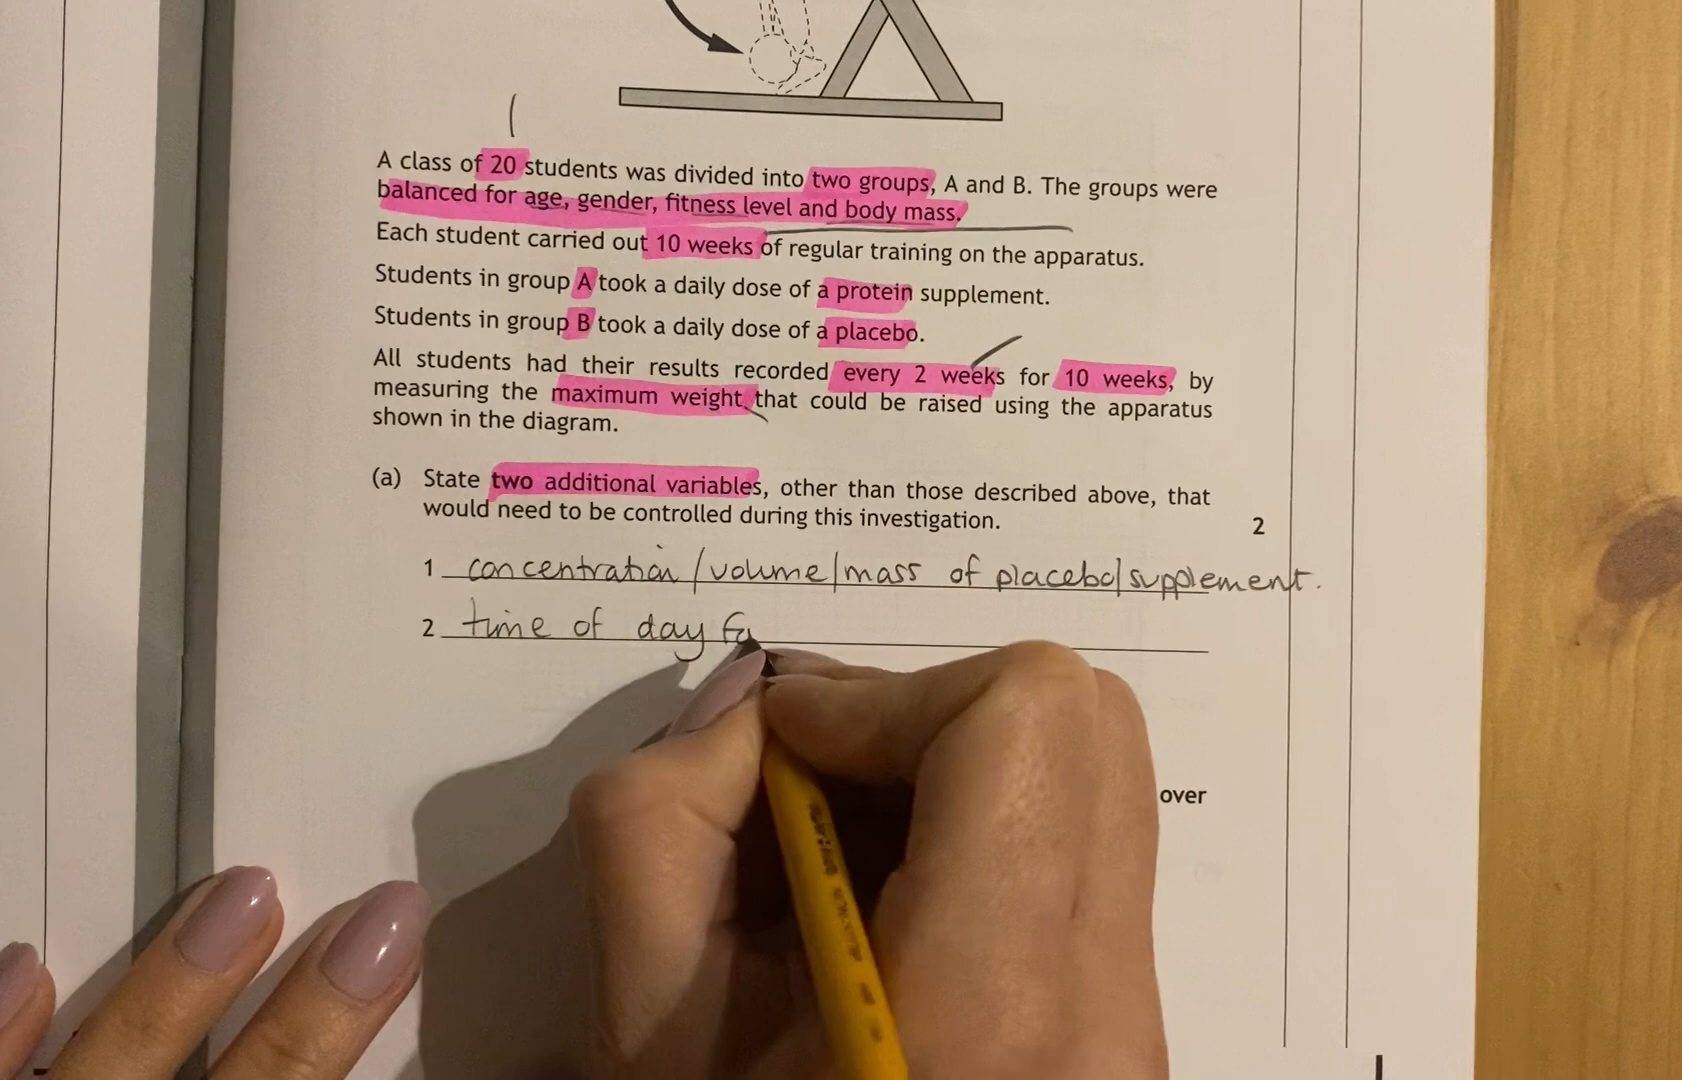 A class of 20 students was divided into two groups, A and B. The groups were
balanced for age, gender, fitness level and body mass.
Each student carried out 10 weeks of regular training on the apparatus.
Students in group A took a daily dose of a protein supplement.
Students in group B took a daily dose of a placebo.
All students had their results recorded every 2 weeks for 10 weeks, by
measuring the maximum weight that could be raised using the apparatus
shown in the diagram.
(a) State two additional variables, other than those described above, that
would need to be controlled during this investigation.
2
1 concentration/volume/mass of placebo/supplement.
2 time of day
over